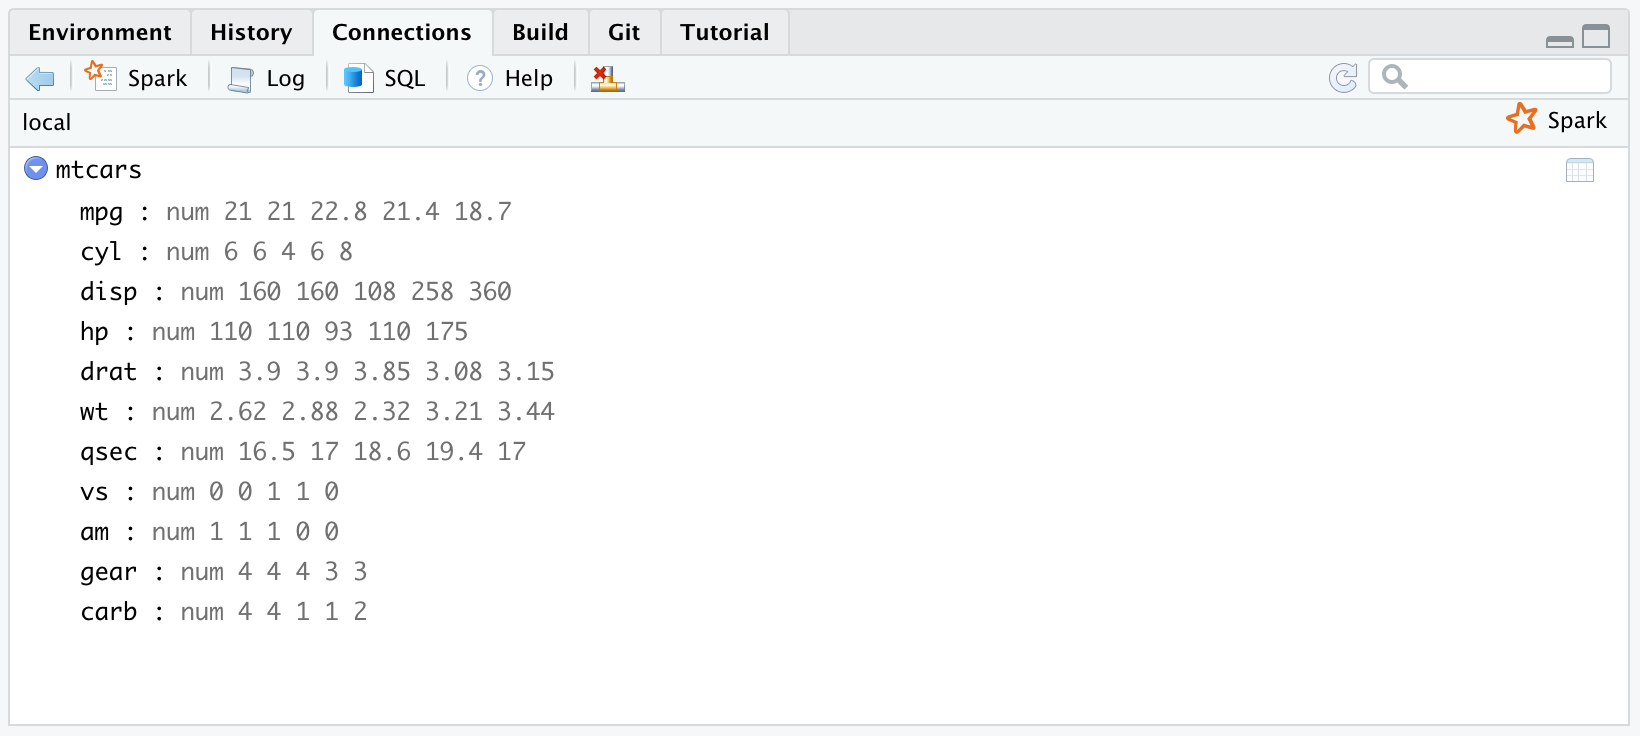 Environment History Connections Build Git Tutorial
Spark Log SQL ? Help
local Spark
mtcars
mpg : num 21 21 22.8 21.4 18.7
cyl : num 6 6 4 6 8
disp : num 160 160 108 258 360
hp : num 110 110 93 110 175
drat : num 3.9 3.9 3.85 3.08 3.15
wt : num 2.62 2.88 2.32 3.21 3.44
qsec : num 16.5 17 18.6 19.4 17
vs : num 0 0 1 1 0
am : num 1 1 1 0 0
gear : num 4 4 4 3 3
carb : num 4 4 1 1 2